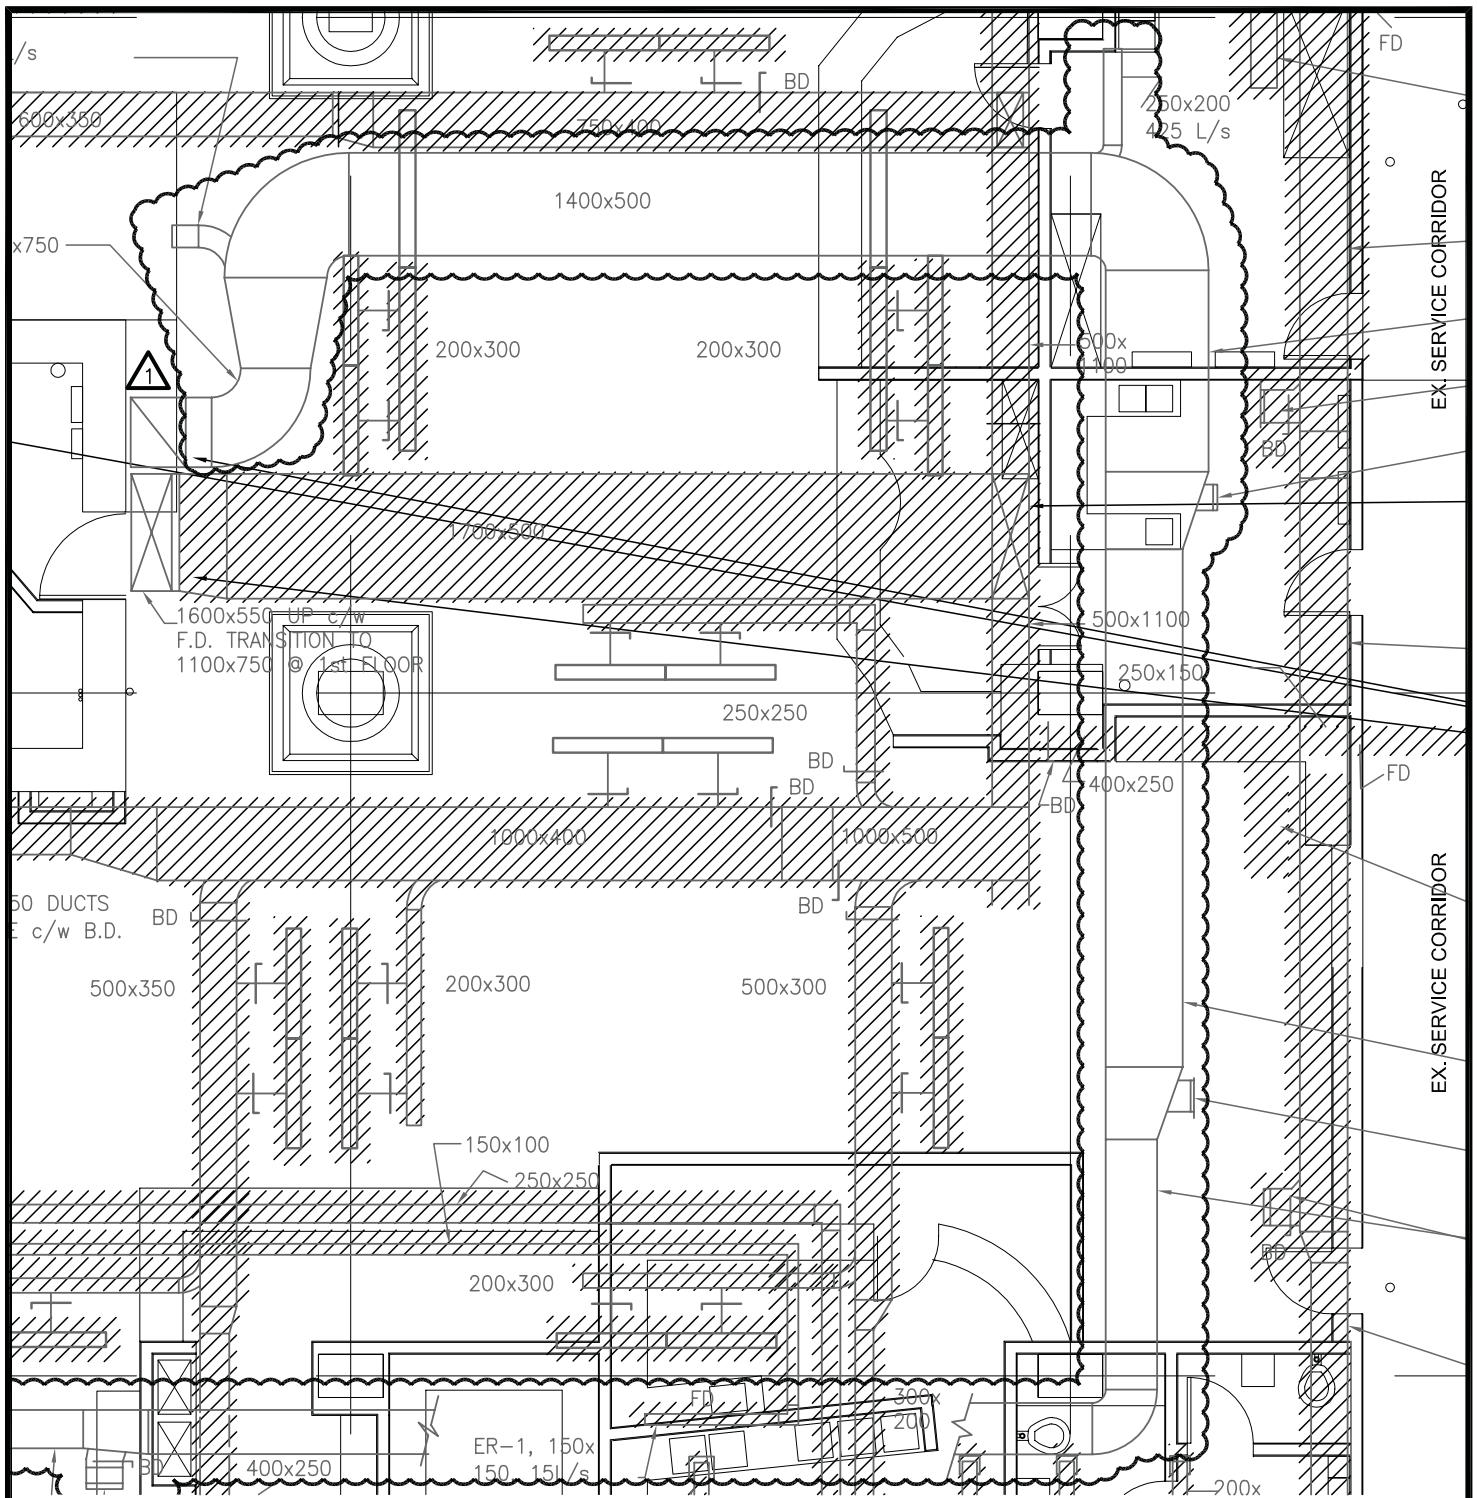 /s
FD
BD
600x350
750x400
250x200
425 L/s
1400x500
x750
EX. SERVICE CORRIDOR
200x300
200x300
500x
1100
1
BD
1700x500
1600x550 UP c/w
F.D. TRANSITION TO
1100x750 @ 1st FLOOR
500x1100
250x150
250x250
BD
BD
FD
400x250
BD
1000x400
1000x500
50 DUCTS
E c/w B.D.
BD
BD
500x350
200x300
500x300
EX. SERVICE CORRIDOR
150x100
250x250
BD
200x300
FD
300x
200
ER-1, 150x
150, 15L/s
BD
400x250
200x